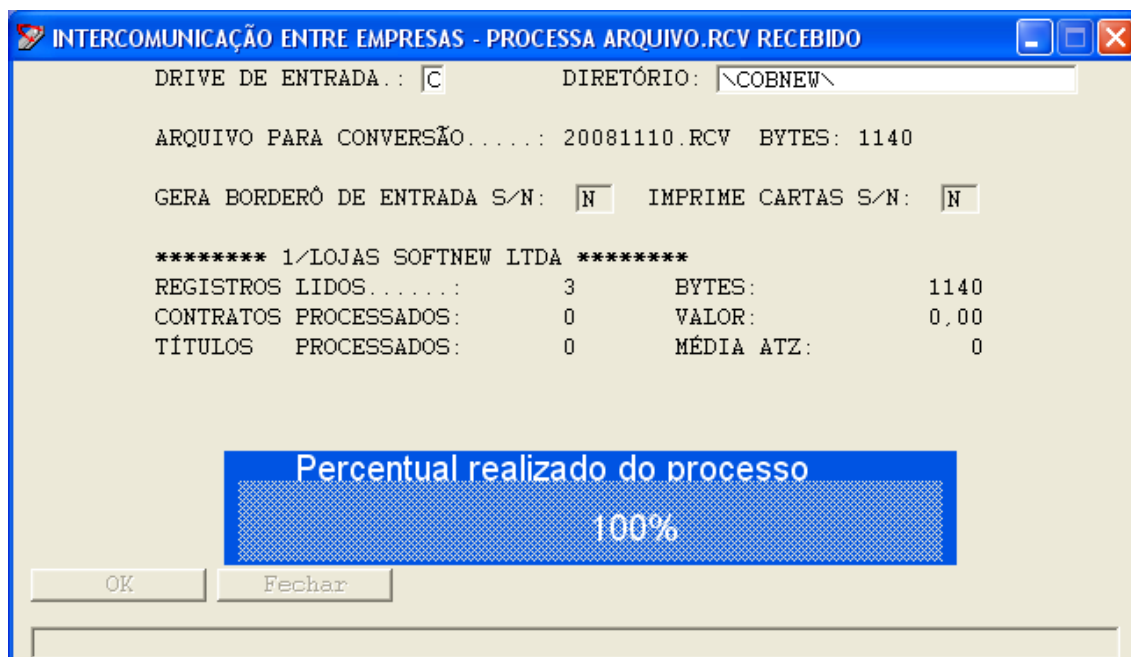 INTERCOMUNICAÇÃO ENTRE EMPRESAS - PROCESSA ARQUIVO.RCV RECEBIDO
DRIVE DE ENTRADA.: C DIRETÓRIO: \COBNEW\
ARQUIVO PARA CONVERSÃO.....: 20081110.RCV BYTES: 1140
GERA BORDERÔ DE ENTRADA S/N: N IMPRIME CARTAS S/N: N
******** 1/LOJAS SOFTNEW LTDA ********
REGISTROS LIDOS......: 3 BYTES: 1140
CONTRATOS PROCESSADOS: 0 VALOR: 0,00
TÍTULOS PROCESSADOS: 0 MÉDIA ATZ: 0
Percentual realizado do processo
100%
OK Fechar